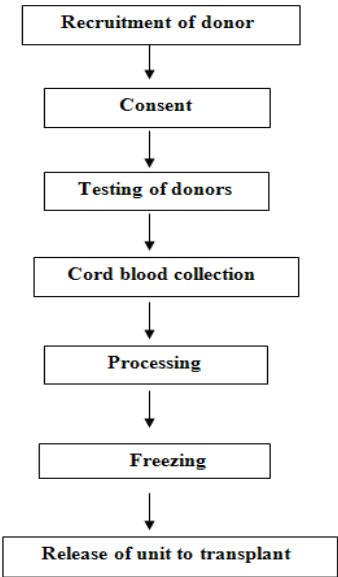 Recruitment of donor
Consent
Testing of donors
Cord blood collection
Processing
Freezing
Release of unit to transplant